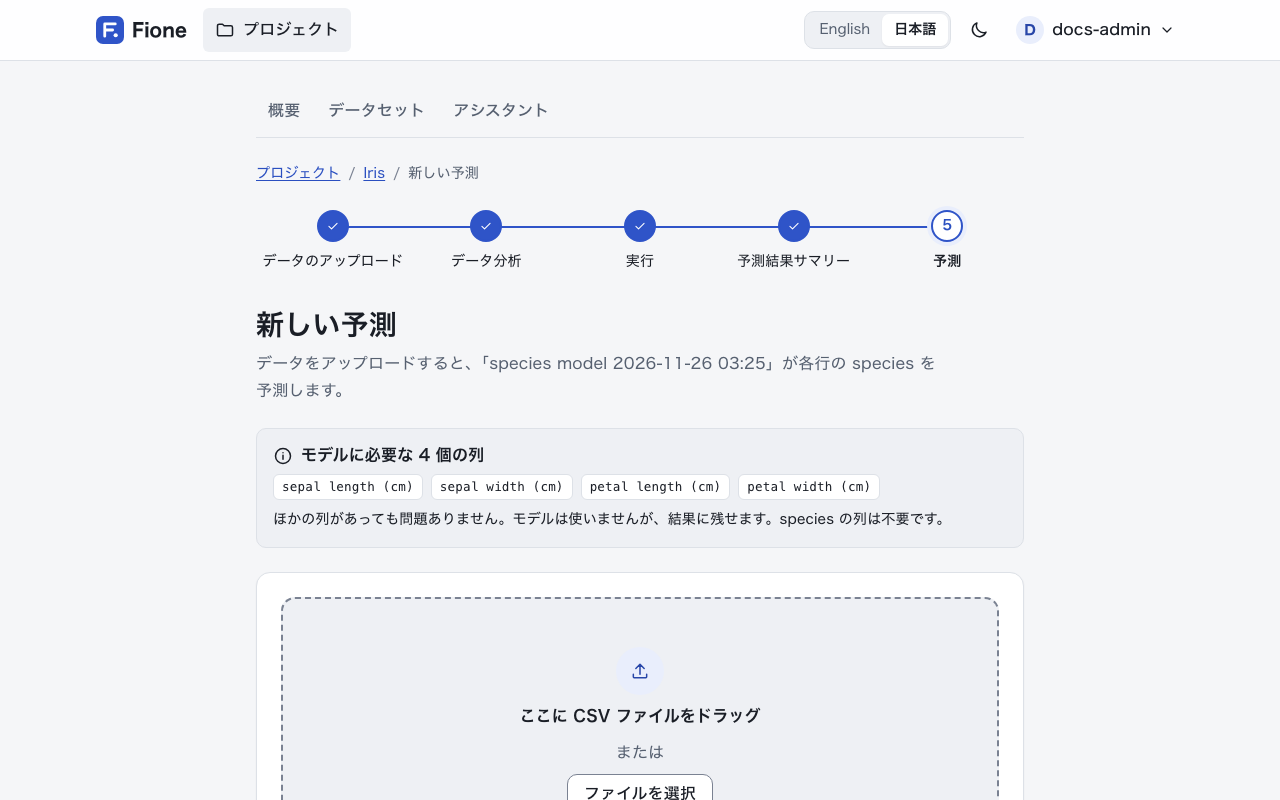 Fione
プロジェクト
English
日本語
D
docs-admin
概要
データセット
アシスタント
プロジェクト / Iris / 新しい予測
5
データのアップロード
データ分析
実行
予測結果サマリー
予測
新しい予測
データをアップロードすると、「species model 2026-11-26 03:25」が各行の species を
予測します。
モデルに必要な 4 個の列
sepal length (cm)
sepal width (cm)
petal length (cm)
petal width (cm)
ほかの列があっても問題ありません。モデルは使いませんが、結果に残せます。species の列は不要です。
ここに CSV ファイルをドラッグ
または
ファイルを選択